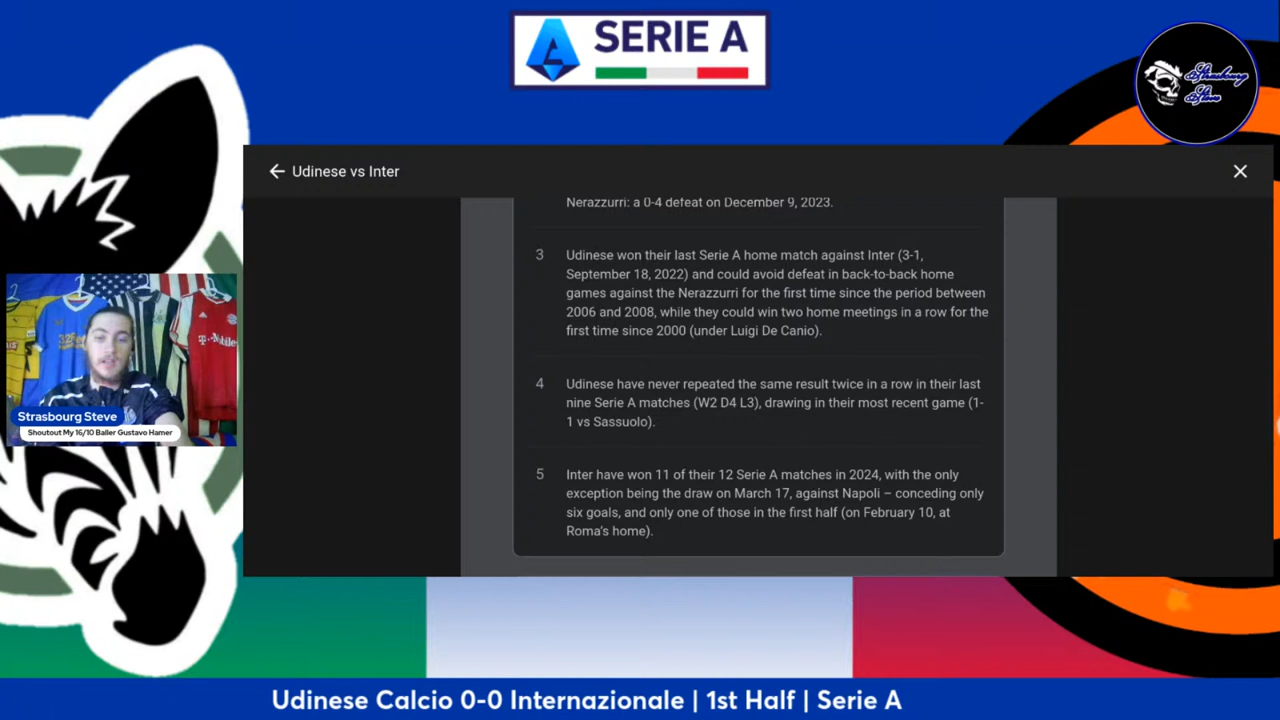 SERIE A
Strasbourg
Steve
Udinese vs Inter
Nerazzurri: a 0-4 defeat on December 9, 2023.
3
Udinese won their last Serie A home match against Inter (3-1,
September 18, 2022) and could avoid defeat in back-to-back home
games against the Nerazzurri for the first time since the period between
2006 and 2008, while they could win two home meetings in a row for the
first time since 2000 (under Luigi De Canio).
4
Udinese have never repeated the same result twice in a row in their last
nine Serie A matches (W2 D4 L3), drawing in their most recent game (1-
1 vs Sassuolo).
5
Inter have won 11 of their 12 Serie A matches in 2024, with the only
exception being the draw on March 17, against Napoli – conceding only
six goals, and only one of those in the first half (on February 10, at
Roma's home).
T-Mobile
Strasbourg Steve
Shoutout My 16/10 Baller Gustavo Hamer
Udinese Calcio 0-0 Internazionale | 1st Half | Serie A